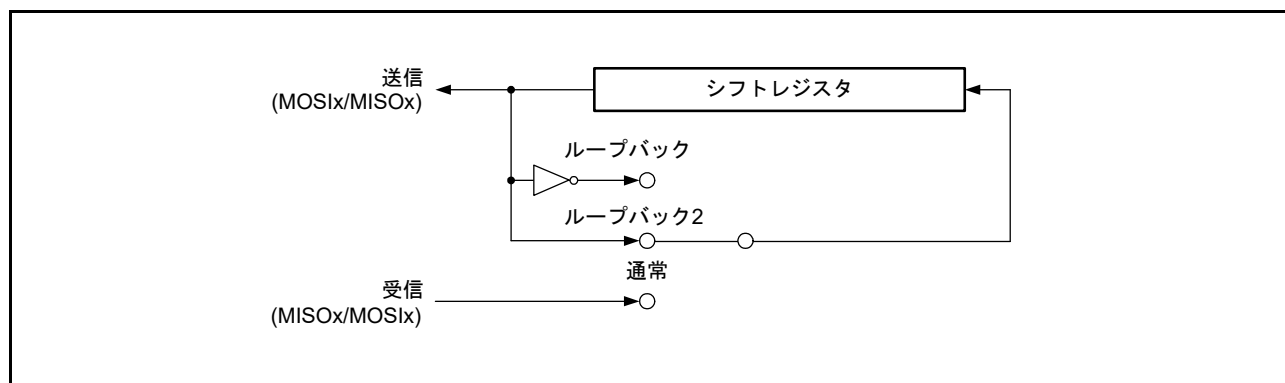 送信
(MOSIx/MISOx)
シフトレジスタ
ループバック
ループバック2
通常
受信
(MISOx/MOSIx)